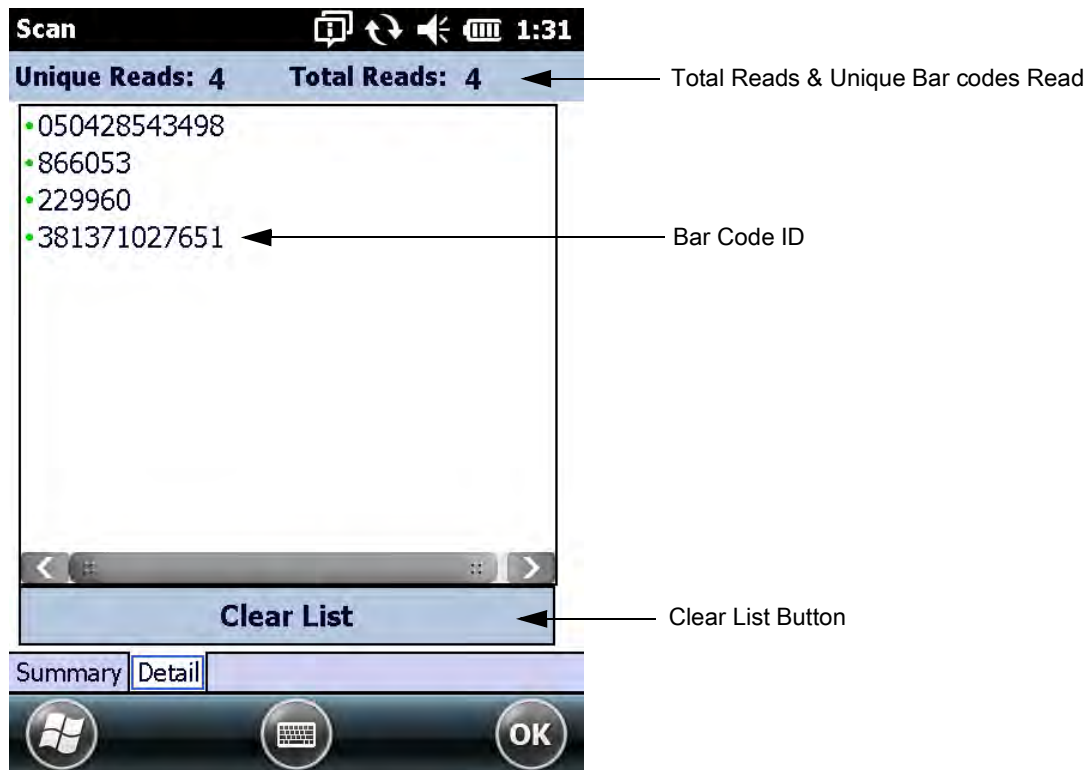 Scan 1:31
Unique Reads: 4 Total Reads: 4
Total Reads & Unique Bar codes Read
050428543498
866053
229960
381371027651
Bar Code ID
Clear List
Clear List Button
Summary Detail
OK